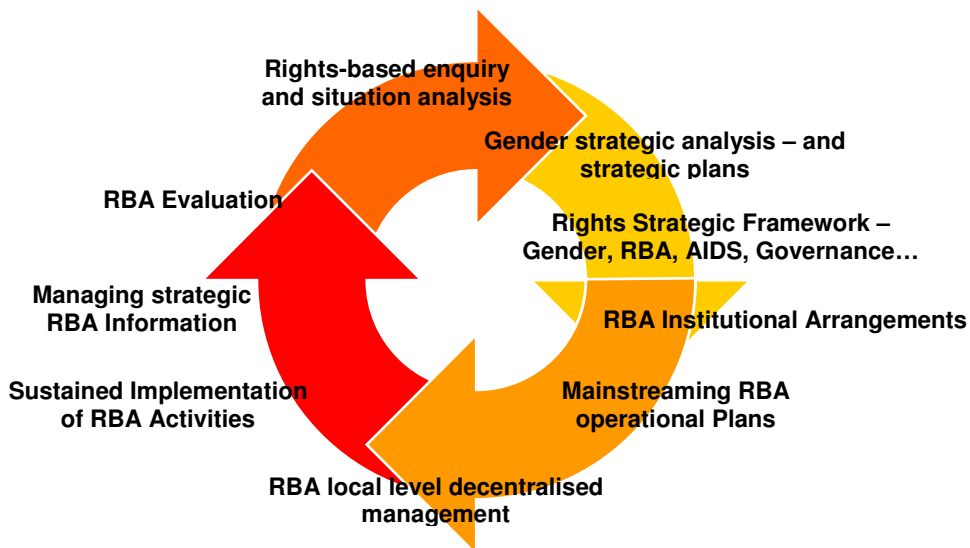 Rights-based enquiry
and situation analysis
Gender strategic analysis – and
strategic plans
Rights Strategic Framework –
Gender, RBA, AIDS, Governance…
RBA Institutional Arrangements
Mainstreaming RBA
operational Plans
RBA local level decentralised
management
Sustained Implementation
of RBA Activities
Managing strategic
RBA Information
RBA Evaluation